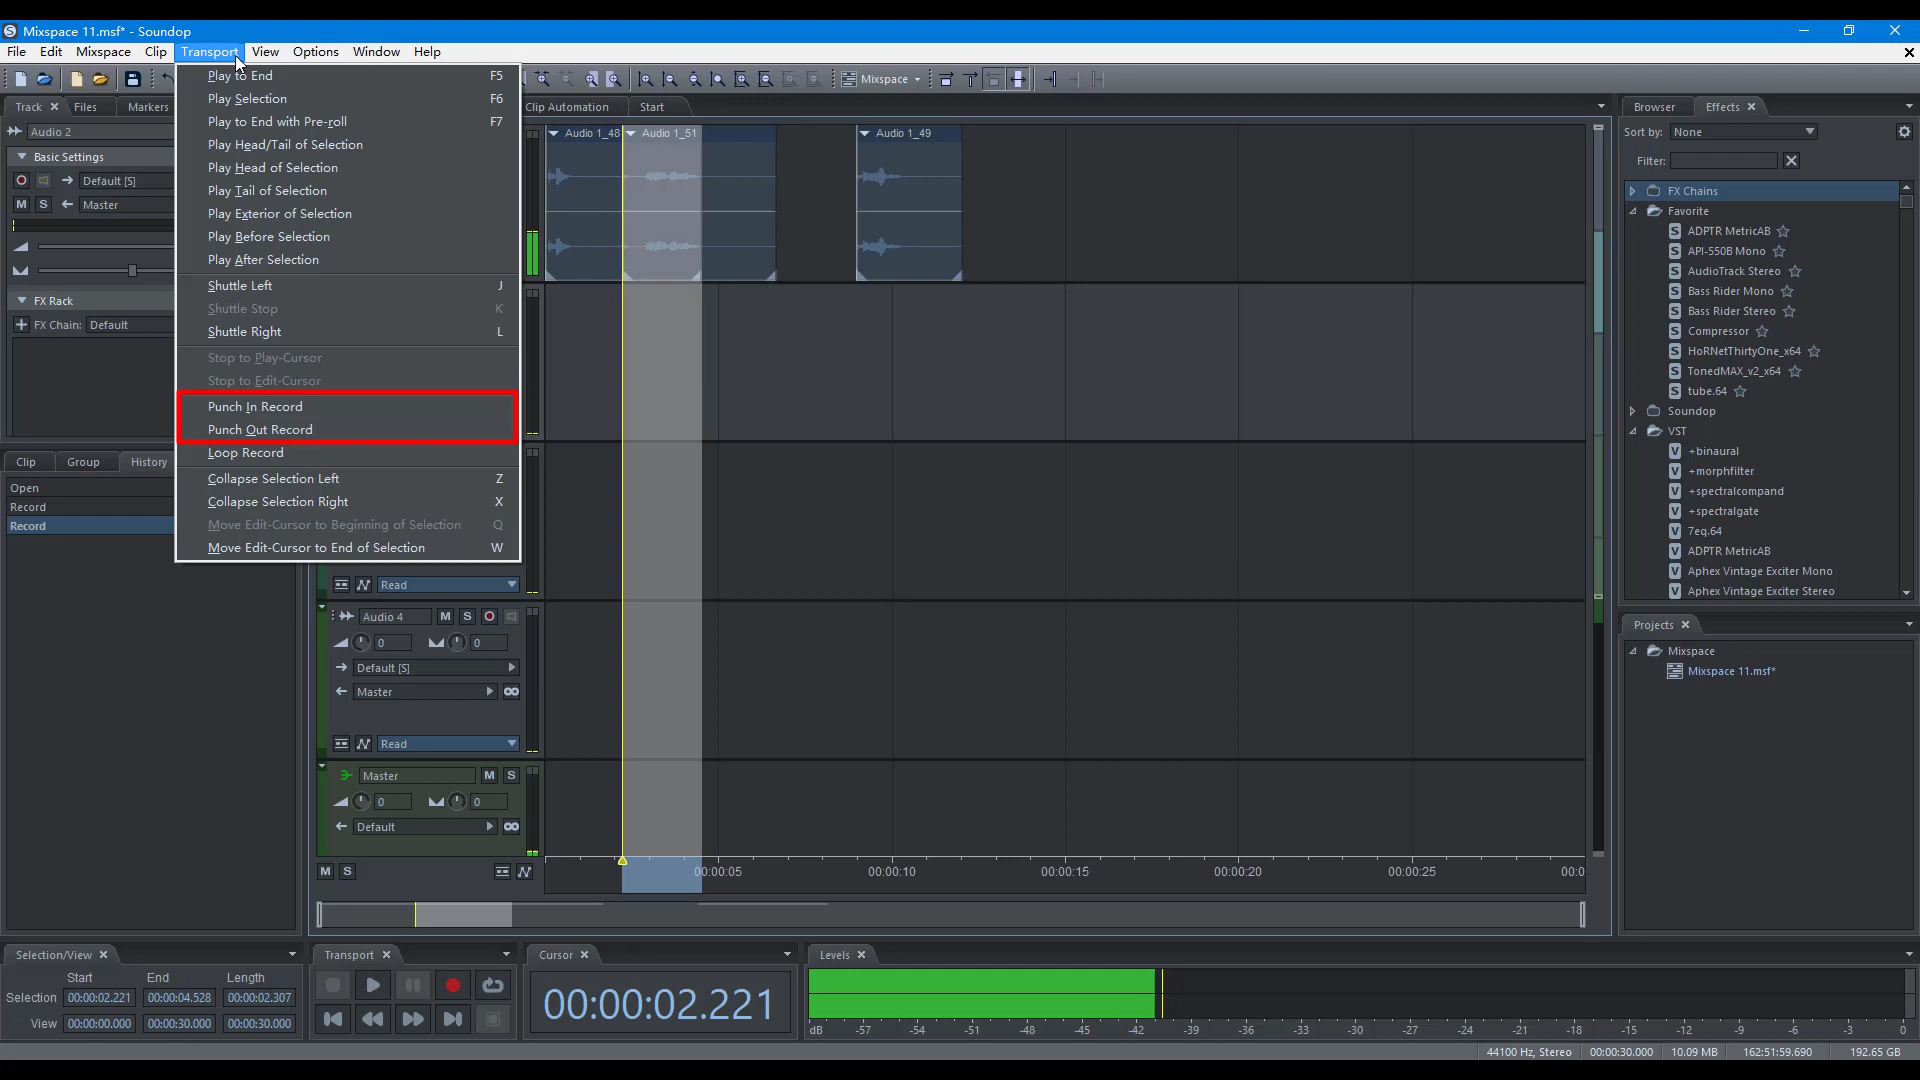 Mixspace 11.msf* - Soundop
File Edit Mixspace Clip Transport View Options Window Help
Mixspace
Track Files Markers
Clip Automation Start
Audio 2
Basic Settings
Default [S]
M S Master
FX Rack
FX Chain: Default
Play to End F5
Play Selection F6
Play to End with Pre-roll F7
Play Head/Tail of Selection
Play Head of Selection
Play Tail of Selection
Play Exterior of Selection
Play Before Selection
Play After Selection
Shuttle Left J
Shuttle Stop K
Shuttle Right L
Stop to Play-Cursor
Stop to Edit-Cursor
Punch In Record
Punch Out Record
Loop Record
Collapse Selection Left Z
Collapse Selection Right X
Move Edit-Cursor to Beginning of Selection Q
Move Edit-Cursor to End of Selection W
Clip Group History
Open
Record
Record
Audio 1_48 Audio 1_51 Audio 1_49
Read
Audio 4 M S
0 0
Default [S]
Master
Read
Master M S
0 0
Default
M S
00:00:05 00:00:10 00:00:15 00:00:20 00:00:25 00:0
Browser Effects
Sort by: None
Filter:
FX Chains
Favorite
S ADPTR MetricAB
S API-550B Mono
S AudioTrack Stereo
S Bass Rider Mono
S Bass Rider Stereo
S Compressor
S HoRNetThirtyOne_x64
S TonedMAX_v2_x64
S tube.64
Soundop
VST
V +binaural
V +morphfilter
V +spectralcompand
V +spectralgate
V 7eq.64
V ADPTR MetricAB
V Aphex Vintage Exciter Mono
V Aphex Vintage Exciter Stereo
Projects
Mixspace
Mixspace 11.msf*
Selection/View
Start End Length
Selection 00:00:02.221 00:00:04.528 00:00:02.307
View 00:00:00.000 00:00:30.000 00:00:30.000
Transport
Cursor
00:00:02.221
Levels
dB -57 -54 -51 -48 -45 -42 -39 -36 -33 -30 -27 -24 -21 -18 -15 -12 -9 -6 -3 0
44100 Hz, Stereo 00:00:30.000 10.09 MB 162:51:59.690 192.65 GB